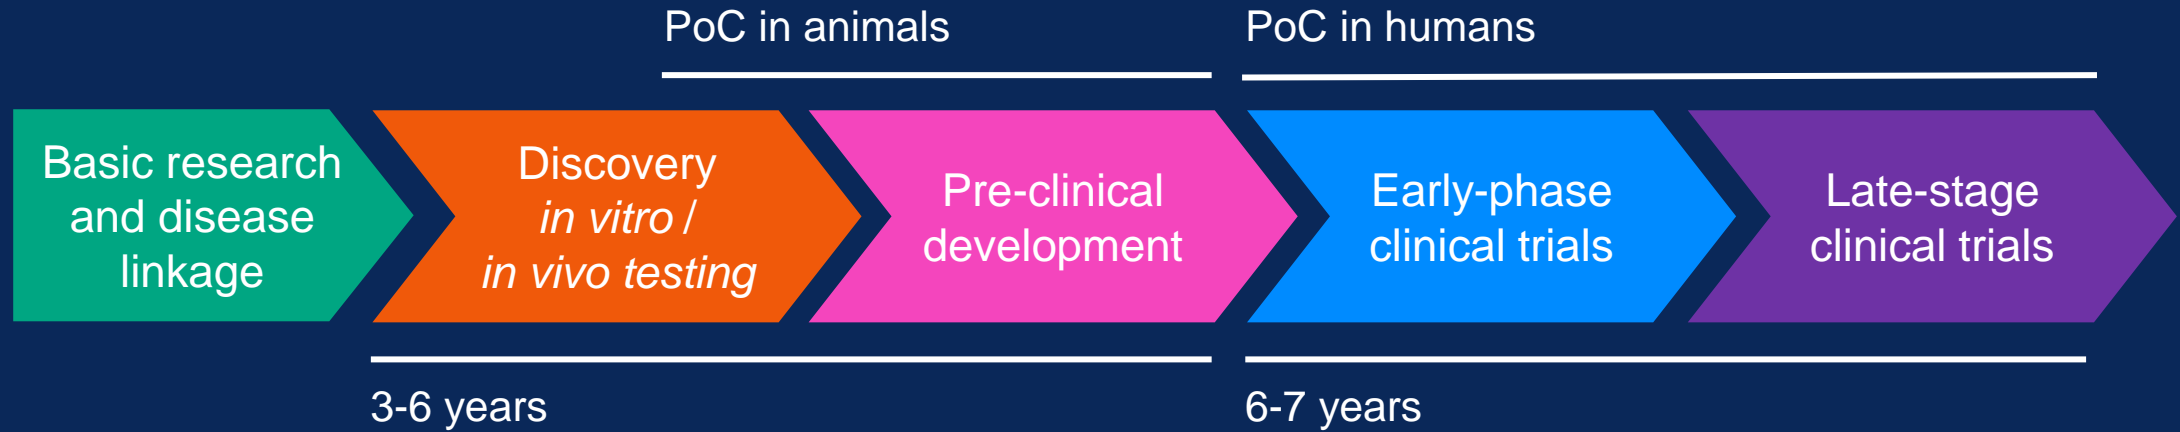 PoC in animals
PoC in humans
Basic research
and disease
linkage
Discovery
in vitro /
in vivo testing
Pre-clinical
development
Early-phase
clinical trials
Late-stage
clinical trials
3-6 years
6-7 years